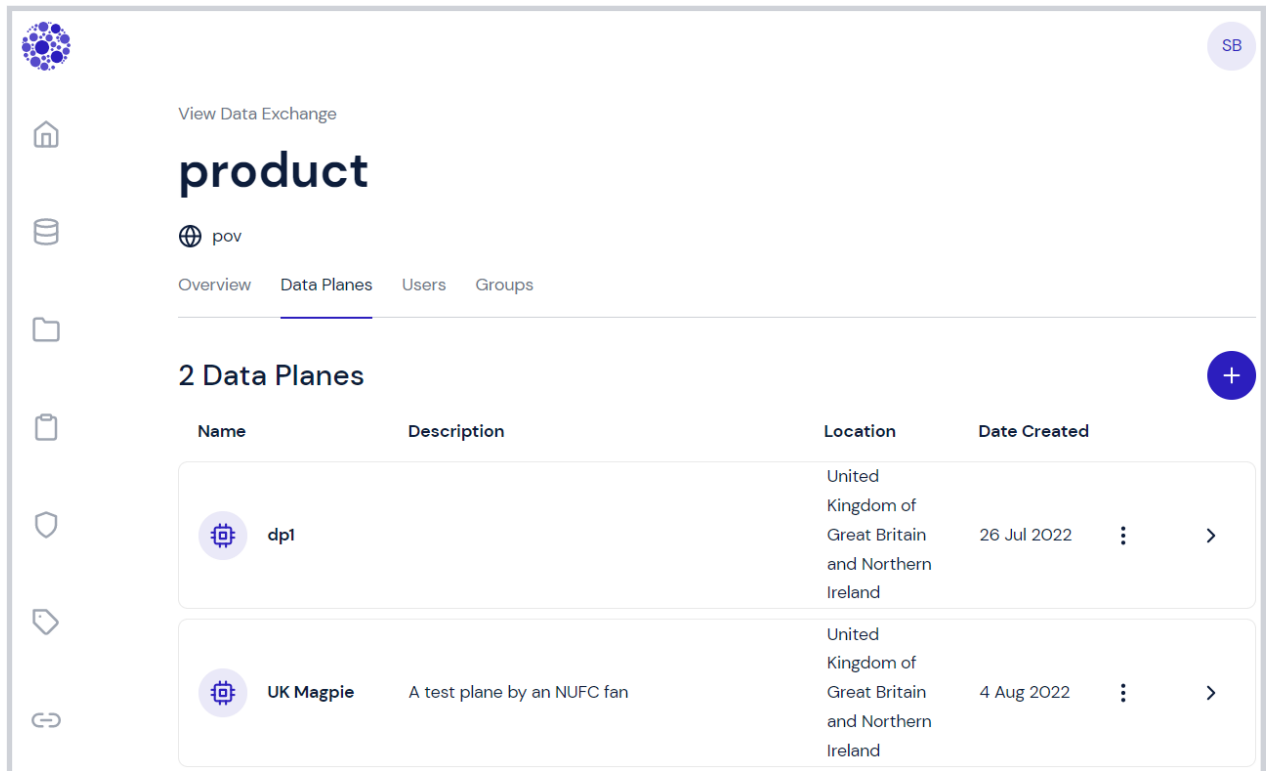 SB
View Data Exchange
product
pov
Overview Data Planes Users Groups
2 Data Planes
Name Description Location Date Created
dp1 United Kingdom of Great Britain and Northern Ireland 26 Jul 2022
UK Magpie A test plane by an NUFC fan United Kingdom of Great Britain and Northern Ireland 4 Aug 2022